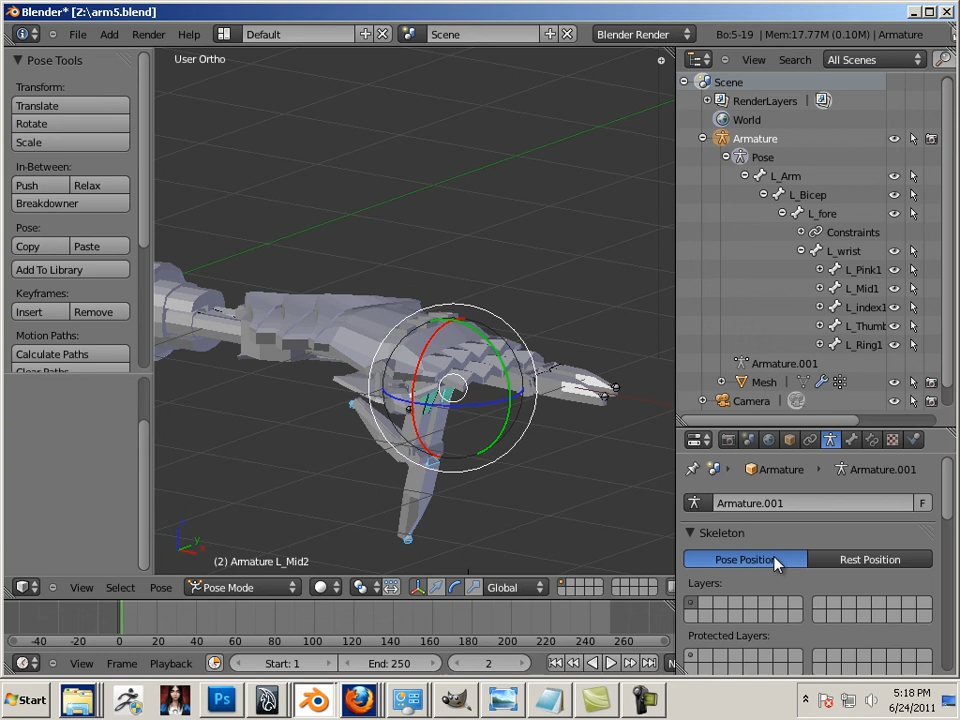 Blender* [Z:\arm5.blend]
File Add Render Help Default Scene Blender Render Bo:5-19 | Mem:17.77M (0.10M) | Armature
Pose Tools
Transform:
Translate
Rotate
Scale
In-Between:
Push Relax
Breakdowner
Pose:
Copy Paste
Add To Library
Keyframes:
Insert Remove
Motion Paths:
Calculate Paths
Clear Paths
User Ortho
(2) Armature L_Mid2
View Select Pose Pose Mode Global
View Search All Scenes
Scene
RenderLayers |
World
Armature
Pose
L_Arm
L_Bicep
L_fore
Constraints
L_wrist
L_Pink1
L_Mid1
L_index1
L_Thumb
L_Ring1
Armature.001
Mesh |
Camera |
Armature Armature.001
Armature.001 F
Skeleton
Pose Position Rest Position
Layers:
Protected Layers:
-40 -20 0 20 40 60 80 100 120 140 160 180 200 220 240 260
View Frame Playback Start: 1 End: 250 2
Start Ps 5:18 PM
6/24/2011